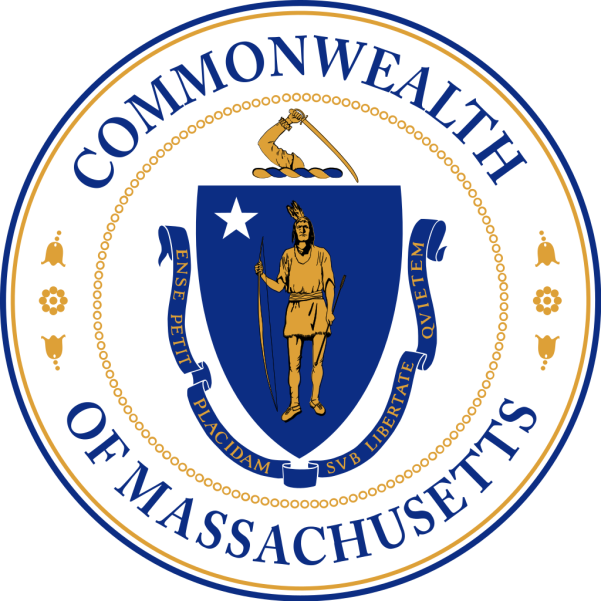 COMMONWEALTH
ENSE PETIT
PLACIDAM
SVB LIBERTATE
QVIETEM
OF MASSACHUSETTS